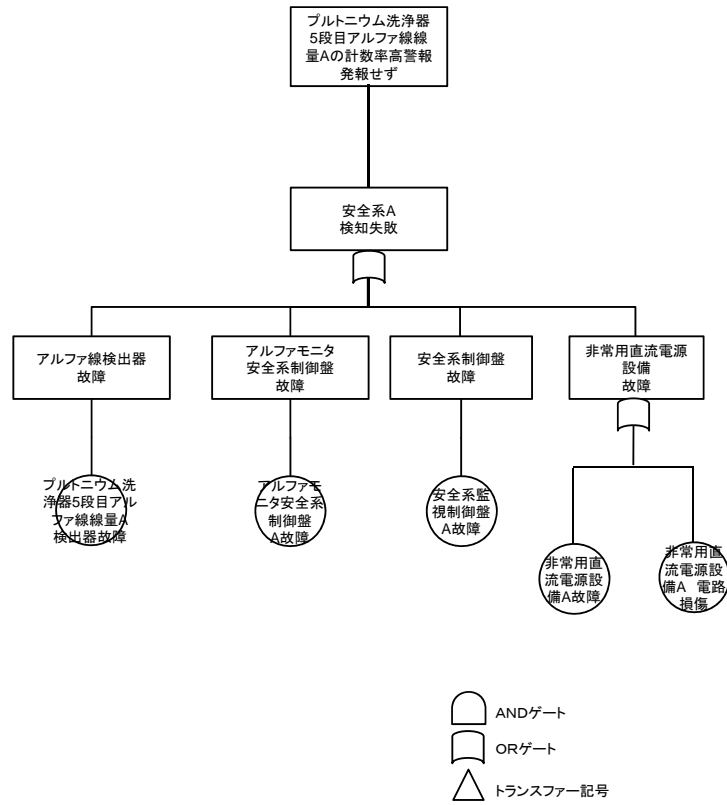 プルトニウム洗浄器
5段目アルファ線線
量Aの計数率高警報
発報せず
安全系A
検知失敗
アルファ線検出器
故障
アルファモニタ
安全系制御盤
故障
安全系制御盤
故障
非常用直流電源
設備
故障
プルトニウム洗
浄器5段目アル
ファ線線量A
検出器故障
アルファモ
ニタ安全系
制御盤
A故障
安全系監
視制御盤
A故障
非常用直
流電源設
備A故障
非常用直
流電源設
備A 電路
損傷
ANDゲート
ORゲート
トランスファー記号